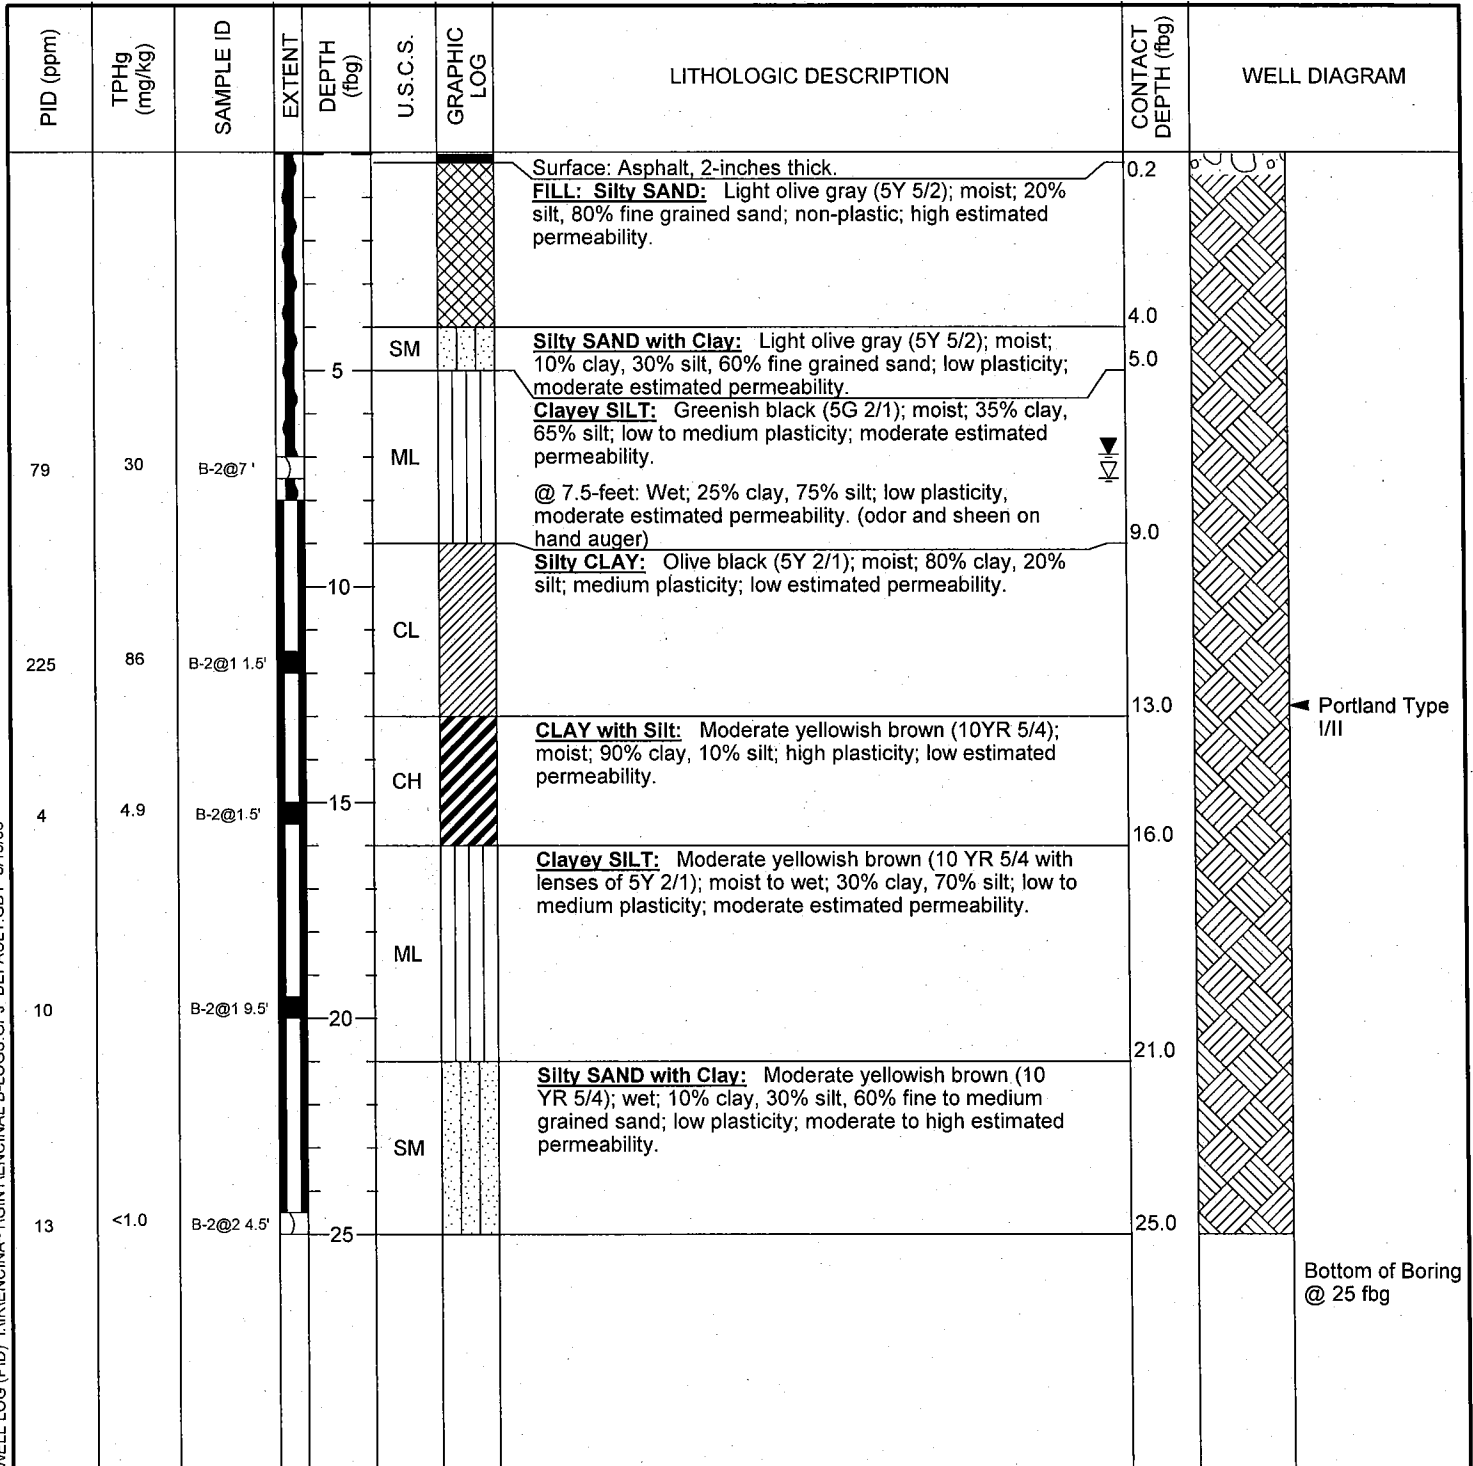 PID (ppm)
TPHg
(mg/kg)
SAMPLE ID
EXTENT
DEPTH
(fbg)
U.S.C.S.
GRAPHIC
LOG
LITHOLOGIC DESCRIPTION
CONTACT
DEPTH (fbg)
WELL DIAGRAM
Surface: Asphalt, 2-inches thick.
0.2
FILL: Silty SAND: Light olive gray (5Y 5/2); moist; 20%
silt, 80% fine grained sand; non-plastic; high estimated
permeability.
4.0
SM
Silty SAND with Clay: Light olive gray (5Y 5/2); moist;
10% clay, 30% silt, 60% fine grained sand; low plasticity;
moderate estimated permeability.
5.0
5
Clayey SILT: Greenish black (5G 2/1); moist; 35% clay,
65% silt; low to medium plasticity; moderate estimated
permeability.
ML
79
30
B-2@7 '
@ 7.5-feet: Wet; 25% clay, 75% silt; low plasticity,
moderate estimated permeability. (odor and sheen on
hand auger)
9.0
Silty CLAY: Olive black (5Y 2/1); moist; 80% clay, 20%
silt; medium plasticity; low estimated permeability.
10
CL
225
86
B-2@1 1.5'
13.0
Portland Type
I/II
CLAY with Silt: Moderate yellowish brown (10YR 5/4);
moist; 90% clay, 10% silt; high plasticity; low estimated
permeability.
CH
15
4
4.9
B-2@1.5'
16.0
Clayey SILT: Moderate yellowish brown (10 YR 5/4 with
lenses of 5Y 2/1); moist to wet; 30% clay, 70% silt; low to
medium plasticity; moderate estimated permeability.
ML
10
B-2@1 9.5'
20
21.0
Silty SAND with Clay: Moderate yellowish brown (10
YR 5/4); wet; 10% clay, 30% silt, 60% fine to medium
grained sand; low plasticity; moderate to high estimated
permeability.
SM
13
<1.0
B-2@2 4.5'
25
25.0
Bottom of Boring
@ 25 fbg
WELL LOG (PID)